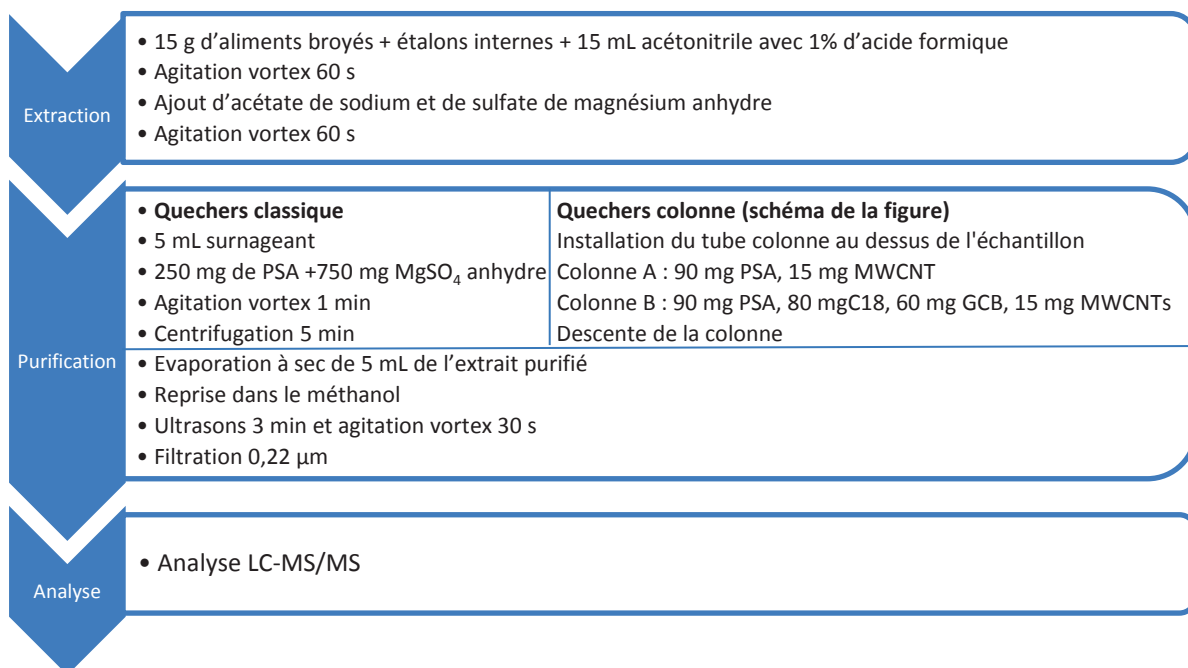 Extraction
• 15 g d’aliments broyés + étalons internes + 15 mL acétonitrile avec 1% d’acide formique
• Agitation vortex 60 s
• Ajout d’acétate de sodium et de sulfate de magnésium anhydre
• Agitation vortex 60 s
Purification
• Quechers classique
• 5 mL surnageant
• 250 mg de PSA +750 mg MgSO4 anhydre
• Agitation vortex 1 min
• Centrifugation 5 min
Quechers colonne (schéma de la figure)
Installation du tube colonne au dessus de l'échantillon
Colonne A : 90 mg PSA, 15 mg MWCNT
Colonne B : 90 mg PSA, 80 mgC18, 60 mg GCB, 15 mg MWCNTs
Descente de la colonne
• Evaporation à sec de 5 mL de l’extrait purifié
• Reprise dans le méthanol
• Ultrasons 3 min et agitation vortex 30 s
• Filtration 0,22 µm
Analyse
• Analyse LC-MS/MS